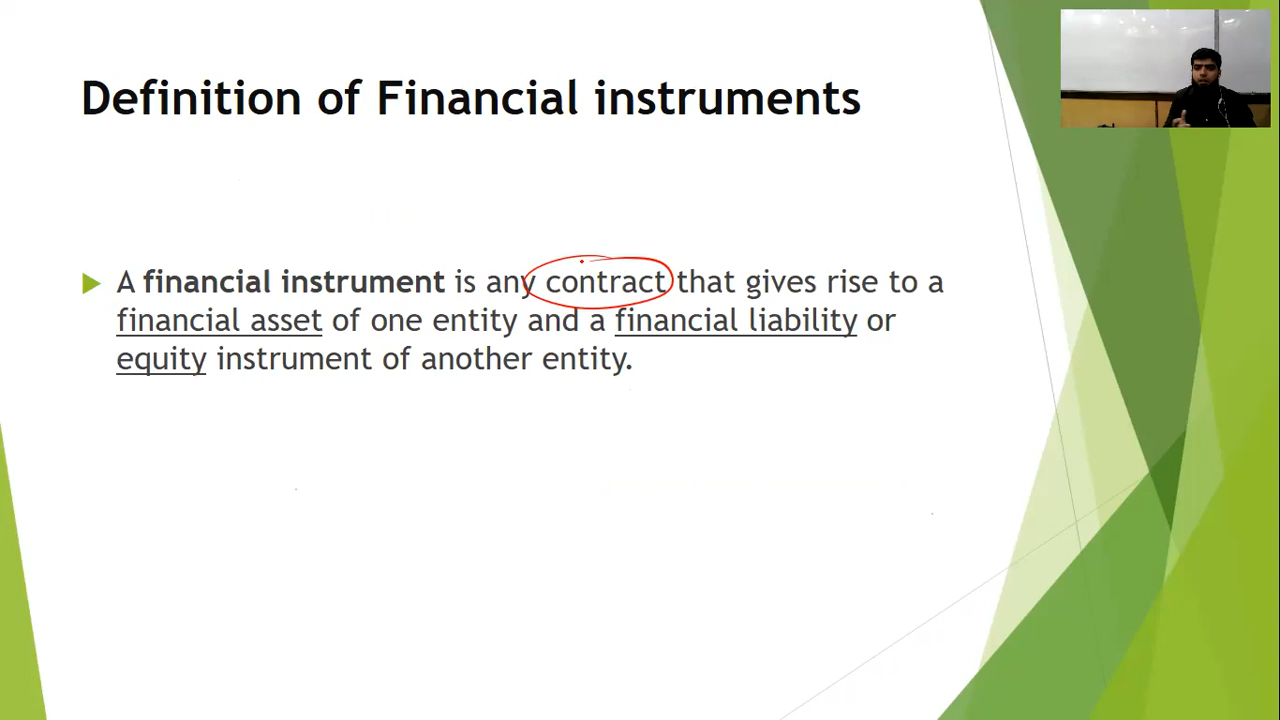 Definition of Financial instruments
A financial instrument is any contract that gives rise to a
financial asset of one entity and a financial liability or
equity instrument of another entity.